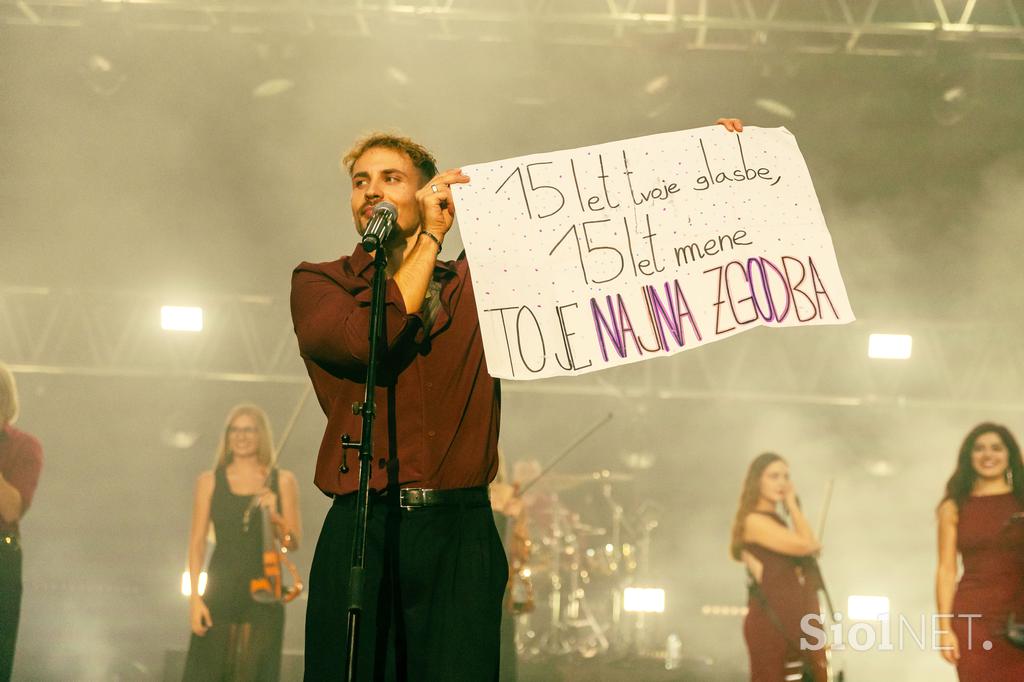 15 let tvoje glasbe,
15 let mene
TO JE NAJINA ZGODBA
SiolNET.